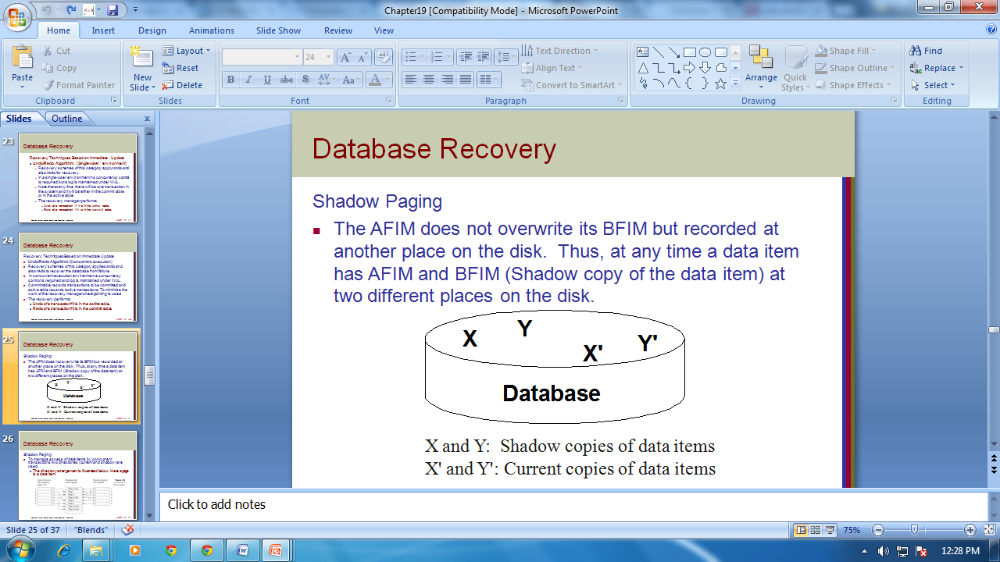 Chapter19 [Compatibility Mode] - Microsoft PowerPoint
Home Insert Design Animations Slide Show Review View
Paste
Cut
Copy
Format Painter
Clipboard
New
Slide
Layout
Reset
Delete
Slides
24
B I U abc S AV Aa A
Font
Paragraph
Text Direction
Align Text
Convert to SmartArt
Arrange
Quick
Styles
Drawing
Shape Fill
Shape Outline
Shape Effects
Find
Replace
Select
Editing
Slides Outline x
23
Database Recovery
Recovery Techniques Based on Immediate Update
Undo/Redo Algorithm (Single-user environment)
Recovery schemes of this category apply undo and
also redo for recovery.
In a single-user environment no concurrency control
is required but a log is maintained under WAL.
Note that at any time there will be one transaction in
the system and it will be either in the commit table
or in the active table.
The recovery manager performs:
Undo of a transaction if it is in the active table.
Redo of a transaction if it is in the commit table.
24
Database Recovery
Recovery Techniques Based on Immediate Update
Undo/Redo Algorithm (Concurrent execution)
Recovery schemes of this category applies undo and
also redo to recover the database from failure.
In concurrent execution environment a concurrency
control is required and log is maintained under WAL.
Commit table records transactions to be committed and
active table records active transactions. To minimize the
work of the recovery manager checkpointing is used.
The recovery performs:
Undo of a transaction if it is in the active table.
Redo of a transaction if it is in the commit table.
25
Database Recovery
Shadow Paging
The AFIM does not overwrite its BFIM but recorded at
another place on the disk. Thus, at any time a data item
has AFIM and BFIM (Shadow copy of the data item) at
two different places on the disk.
X Y X' Y'
Database
X and Y: Shadow copies of data items
X' and Y': Current copies of data items
26
Database Recovery
Shadow Paging
To manage access of data items by concurrent
transactions two directories (current and shadow) are
used.
The directory arrangement is illustrated below. Here a page
is a data item.
Database Recovery
Shadow Paging
The AFIM does not overwrite its BFIM but recorded at
another place on the disk. Thus, at any time a data item
has AFIM and BFIM (Shadow copy of the data item) at
two different places on the disk.
X Y X' Y'
Database
X and Y: Shadow copies of data items
X' and Y': Current copies of data items
Click to add notes
Slide 25 of 37 "Blends" 75%
12:28 PM